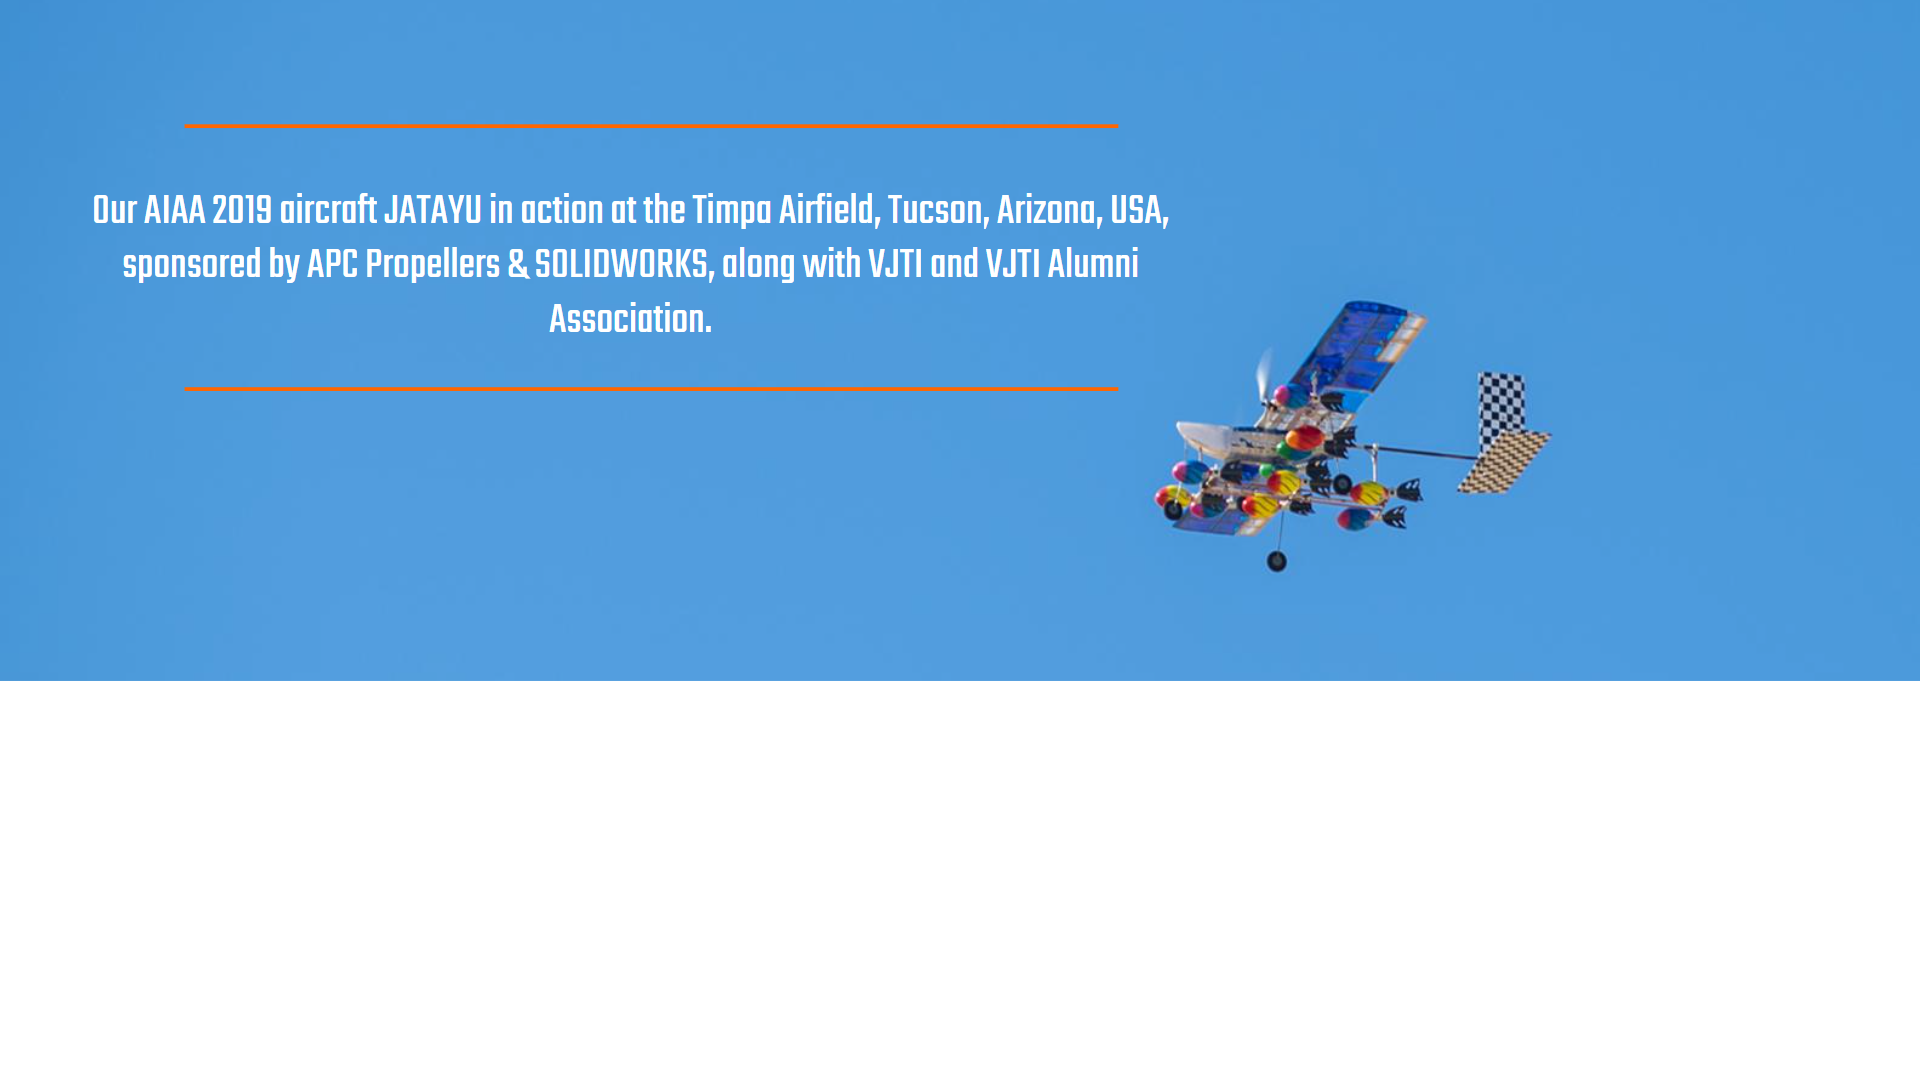 Our AIAA 2019 aircraft JATAYU in action at the Timpa Airfield, Tucson, Arizona, USA,
sponsored by APC Propellers & SOLIDWORKS, along with VJTI and VJTI Alumni
Association.